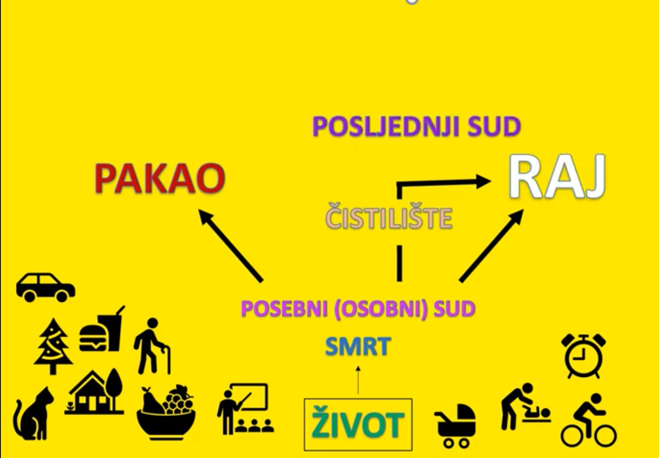 POSLJEDNJI SUD
PAKAO
RAJ
ČISTILIŠTE
POSEBNI (OSOBNI) SUD
SMRT
ŽIVOT